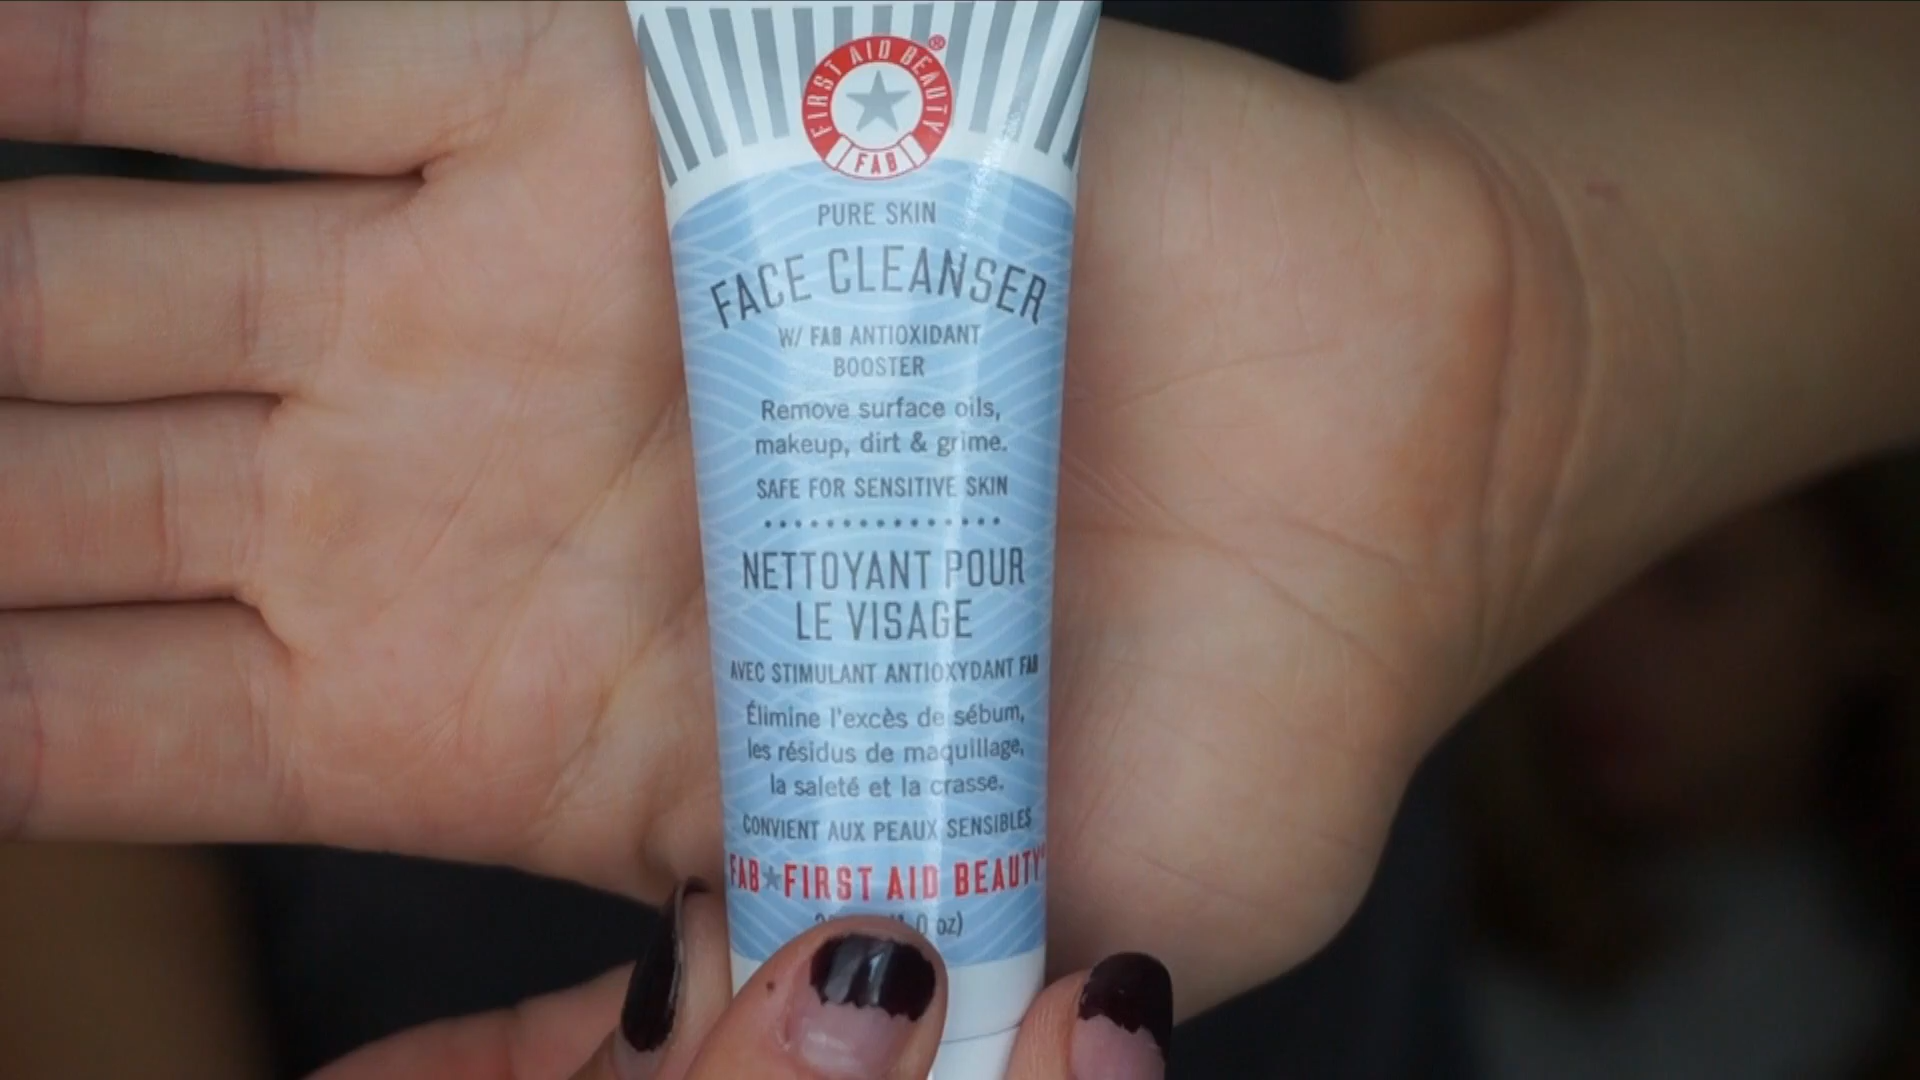 FIRST AID BEAUTY®
FAB
PURE SKIN
FACE CLEANSER
W/ FAB ANTIOXIDANT
BOOSTER
Remove surface oils,
makeup, dirt & grime.
SAFE FOR SENSITIVE SKIN
NETTOYANT POUR
LE VISAGE
AVEC STIMULANT ANTIOXYDANT FAB
Élimine l'excès de sébum,
les résidus de maquillage,
la saleté et la crasse.
CONVIENT AUX PEAUX SENSIBLES
FAB★FIRST AID BEAUTY®
oz)